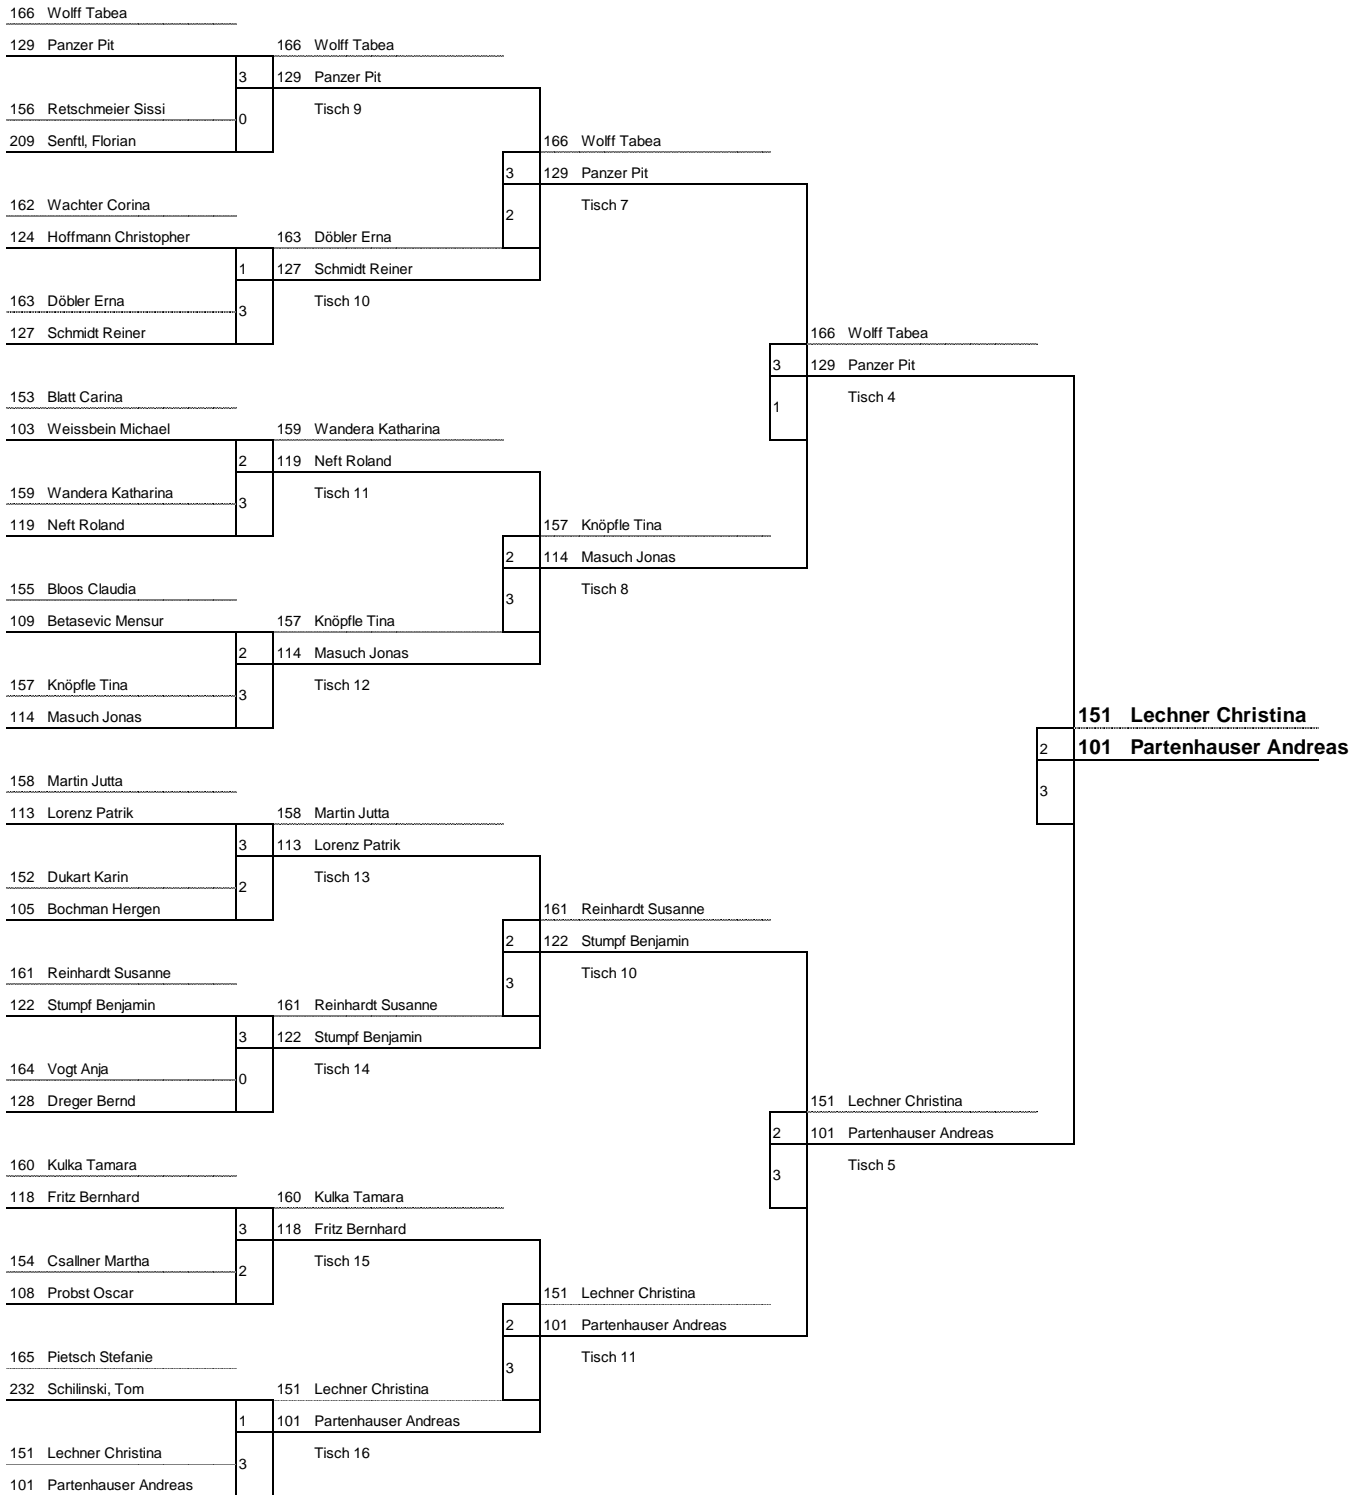 166 Wolff Tabea
129 Panzer Pit 166 Wolff Tabea
3 129 Panzer Pit
156 Retschmeier Sissi Tisch 9
0
209 Senftl, Florian 166 Wolff Tabea
3 129 Panzer Pit
162 Wachter Corina Tisch 7
2
124 Hoffmann Christopher 163 Döbler Erna
1 127 Schmidt Reiner
163 Döbler Erna Tisch 10
3
127 Schmidt Reiner 166 Wolff Tabea
3 129 Panzer Pit
153 Blatt Carina Tisch 4
1
103 Weissbein Michael 159 Wandera Katharina
2 119 Neft Roland
159 Wandera Katharina Tisch 11
3
119 Neft Roland 157 Knöpfle Tina
2 114 Masuch Jonas
155 Bloos Claudia Tisch 8
3
109 Betasevic Mensur 157 Knöpfle Tina
2 114 Masuch Jonas
157 Knöpfle Tina Tisch 12
3
114 Masuch Jonas 151 Lechner Christina
2 101 Partenhauser Andreas
158 Martin Jutta
3
113 Lorenz Patrik 158 Martin Jutta
3 113 Lorenz Patrik
152 Dukart Karin Tisch 13
2
105 Bochman Hergen 161 Reinhardt Susanne
2 122 Stumpf Benjamin
161 Reinhardt Susanne Tisch 10
3
122 Stumpf Benjamin 161 Reinhardt Susanne
3 122 Stumpf Benjamin
164 Vogt Anja Tisch 14
0
128 Dreger Bernd 151 Lechner Christina
2 101 Partenhauser Andreas
160 Kulka Tamara Tisch 5
3
118 Fritz Bernhard 160 Kulka Tamara
3 118 Fritz Bernhard
154 Csallner Martha Tisch 15
2
108 Probst Oscar 151 Lechner Christina
2 101 Partenhauser Andreas
165 Pietsch Stefanie Tisch 11
3
232 Schilinski, Tom 151 Lechner Christina
1 101 Partenhauser Andreas
151 Lechner Christina Tisch 16
3
101 Partenhauser Andreas